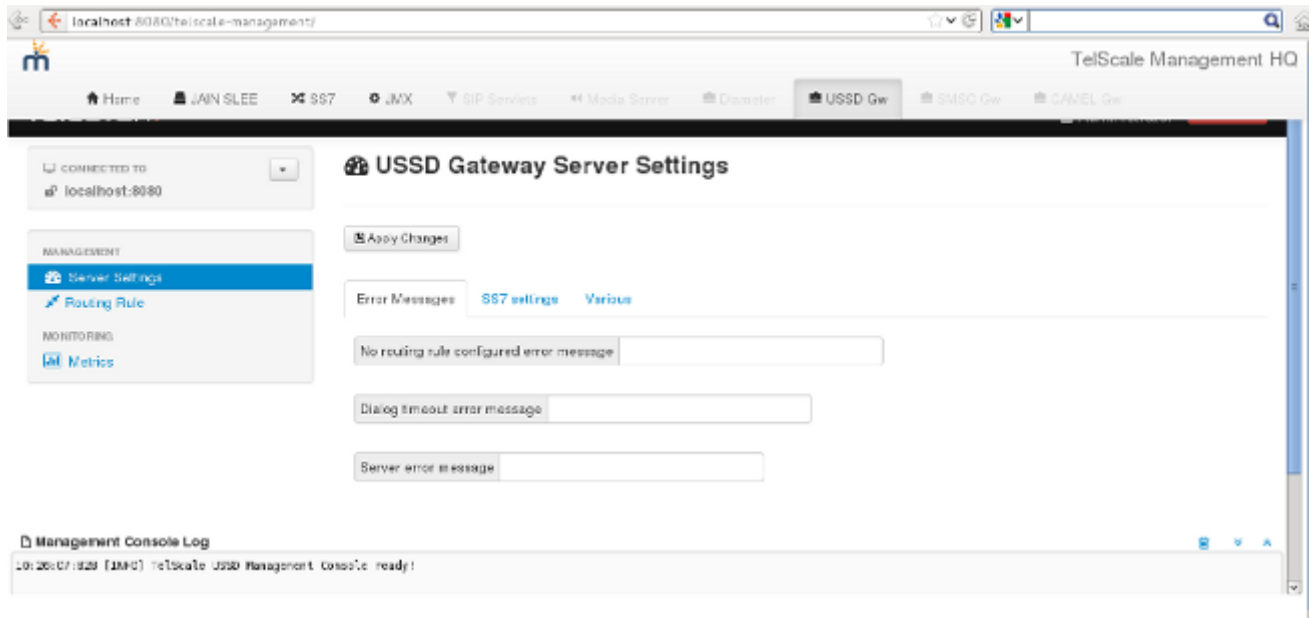 localhost:8080/telscale-management/
TelScale Management HQ
Home JAIN SLEE SS7 JMX SIP Servlets Media Server Diameter USSD Gw SMSC Gw CAMEL Gw
CONNECTED TO
localhost:8080
USSD Gateway Server Settings
Apply Changes
MANAGEMENT
Server Settings
Routing Rule
MONITORING
Metrics
Error Messages SS7 settings Various
No routing rule configured error message
Dialog timeout error message
Server error message
Management Console Log
10:26:07:828 [INFO] TelScale USSD Management Console ready!